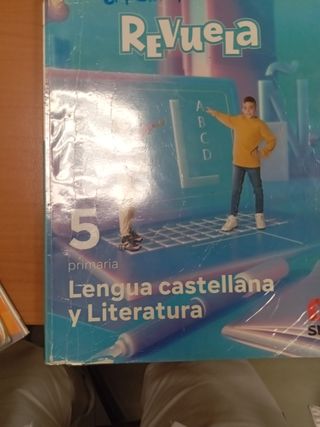 REVUELA
L
A
B
C
D
N
5
primaria
Lengua castellana
y Literatura